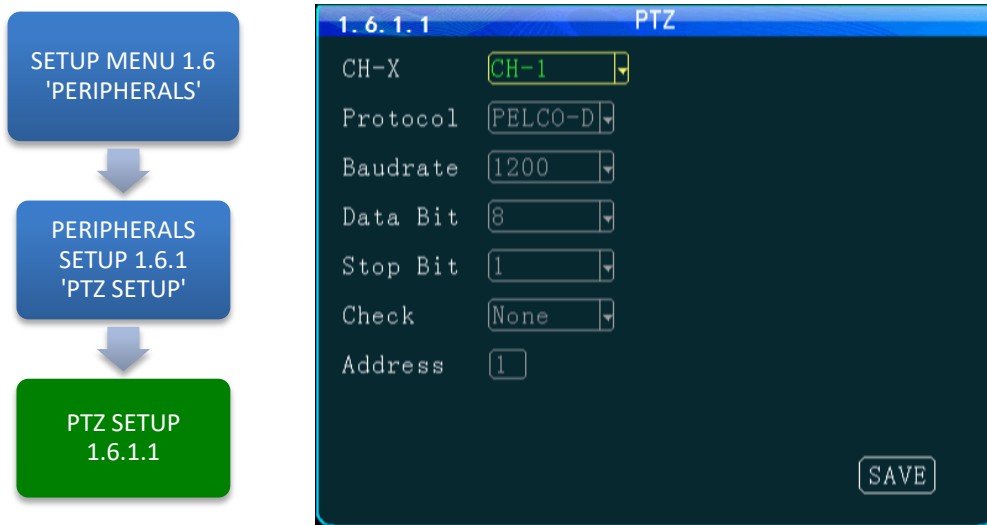 SETUP MENU 1.6
'PERIPHERALS'
PERIPHERALS
SETUP 1.6.1
'PTZ SETUP'
PTZ SETUP
1.6.1.1
1.6.1.1 PTZ
CH-X CH-1
Protocol PELCO-D
Baudrate 1200
Data Bit 8
Stop Bit 1
Check None
Address 1
SAVE